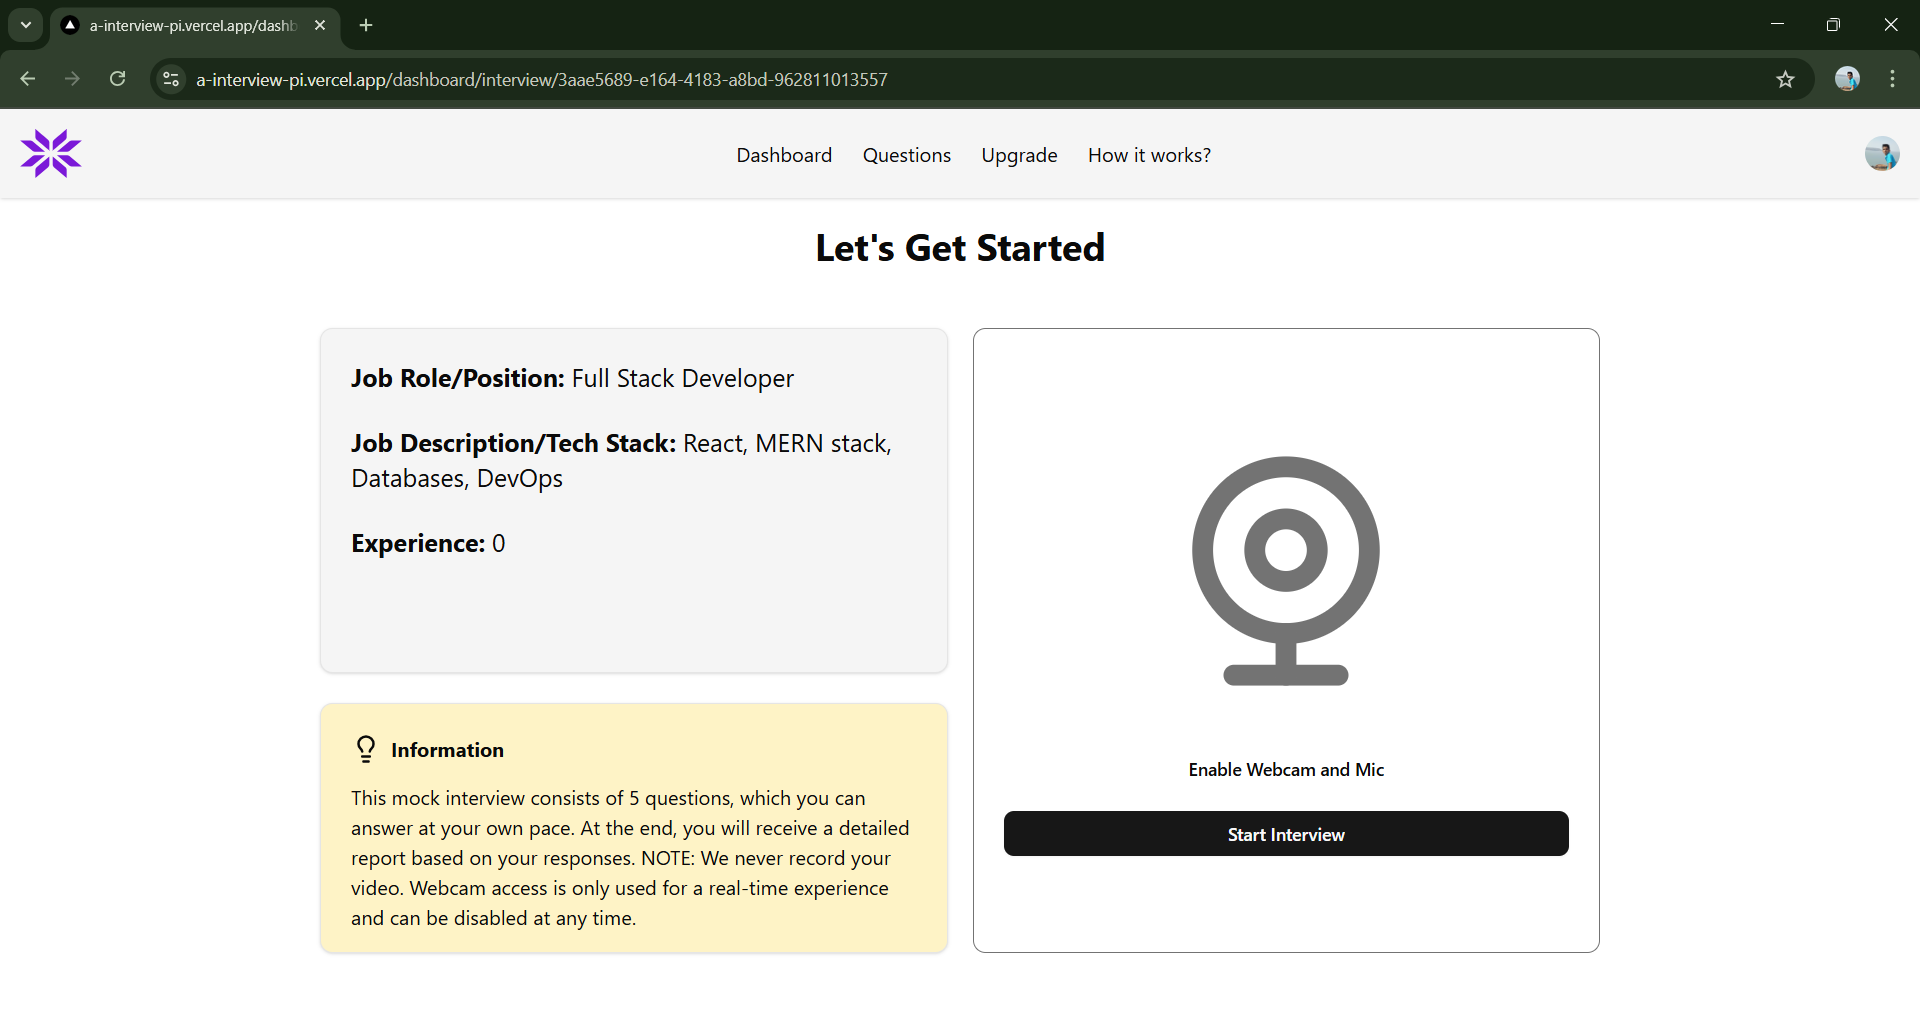 a-interview-pi.vercel.app/dashb
a-interview-pi.vercel.app/dashboard/interview/3aae5689-e164-4183-a8bd-962811013557
Dashboard Questions Upgrade How it works?
Let's Get Started
Job Role/Position: Full Stack Developer
Job Description/Tech Stack: React, MERN stack,
Databases, DevOps
Experience: 0
Information
This mock interview consists of 5 questions, which you can
answer at your own pace. At the end, you will receive a detailed
report based on your responses. NOTE: We never record your
video. Webcam access is only used for a real-time experience
and can be disabled at any time.
Enable Webcam and Mic
Start Interview